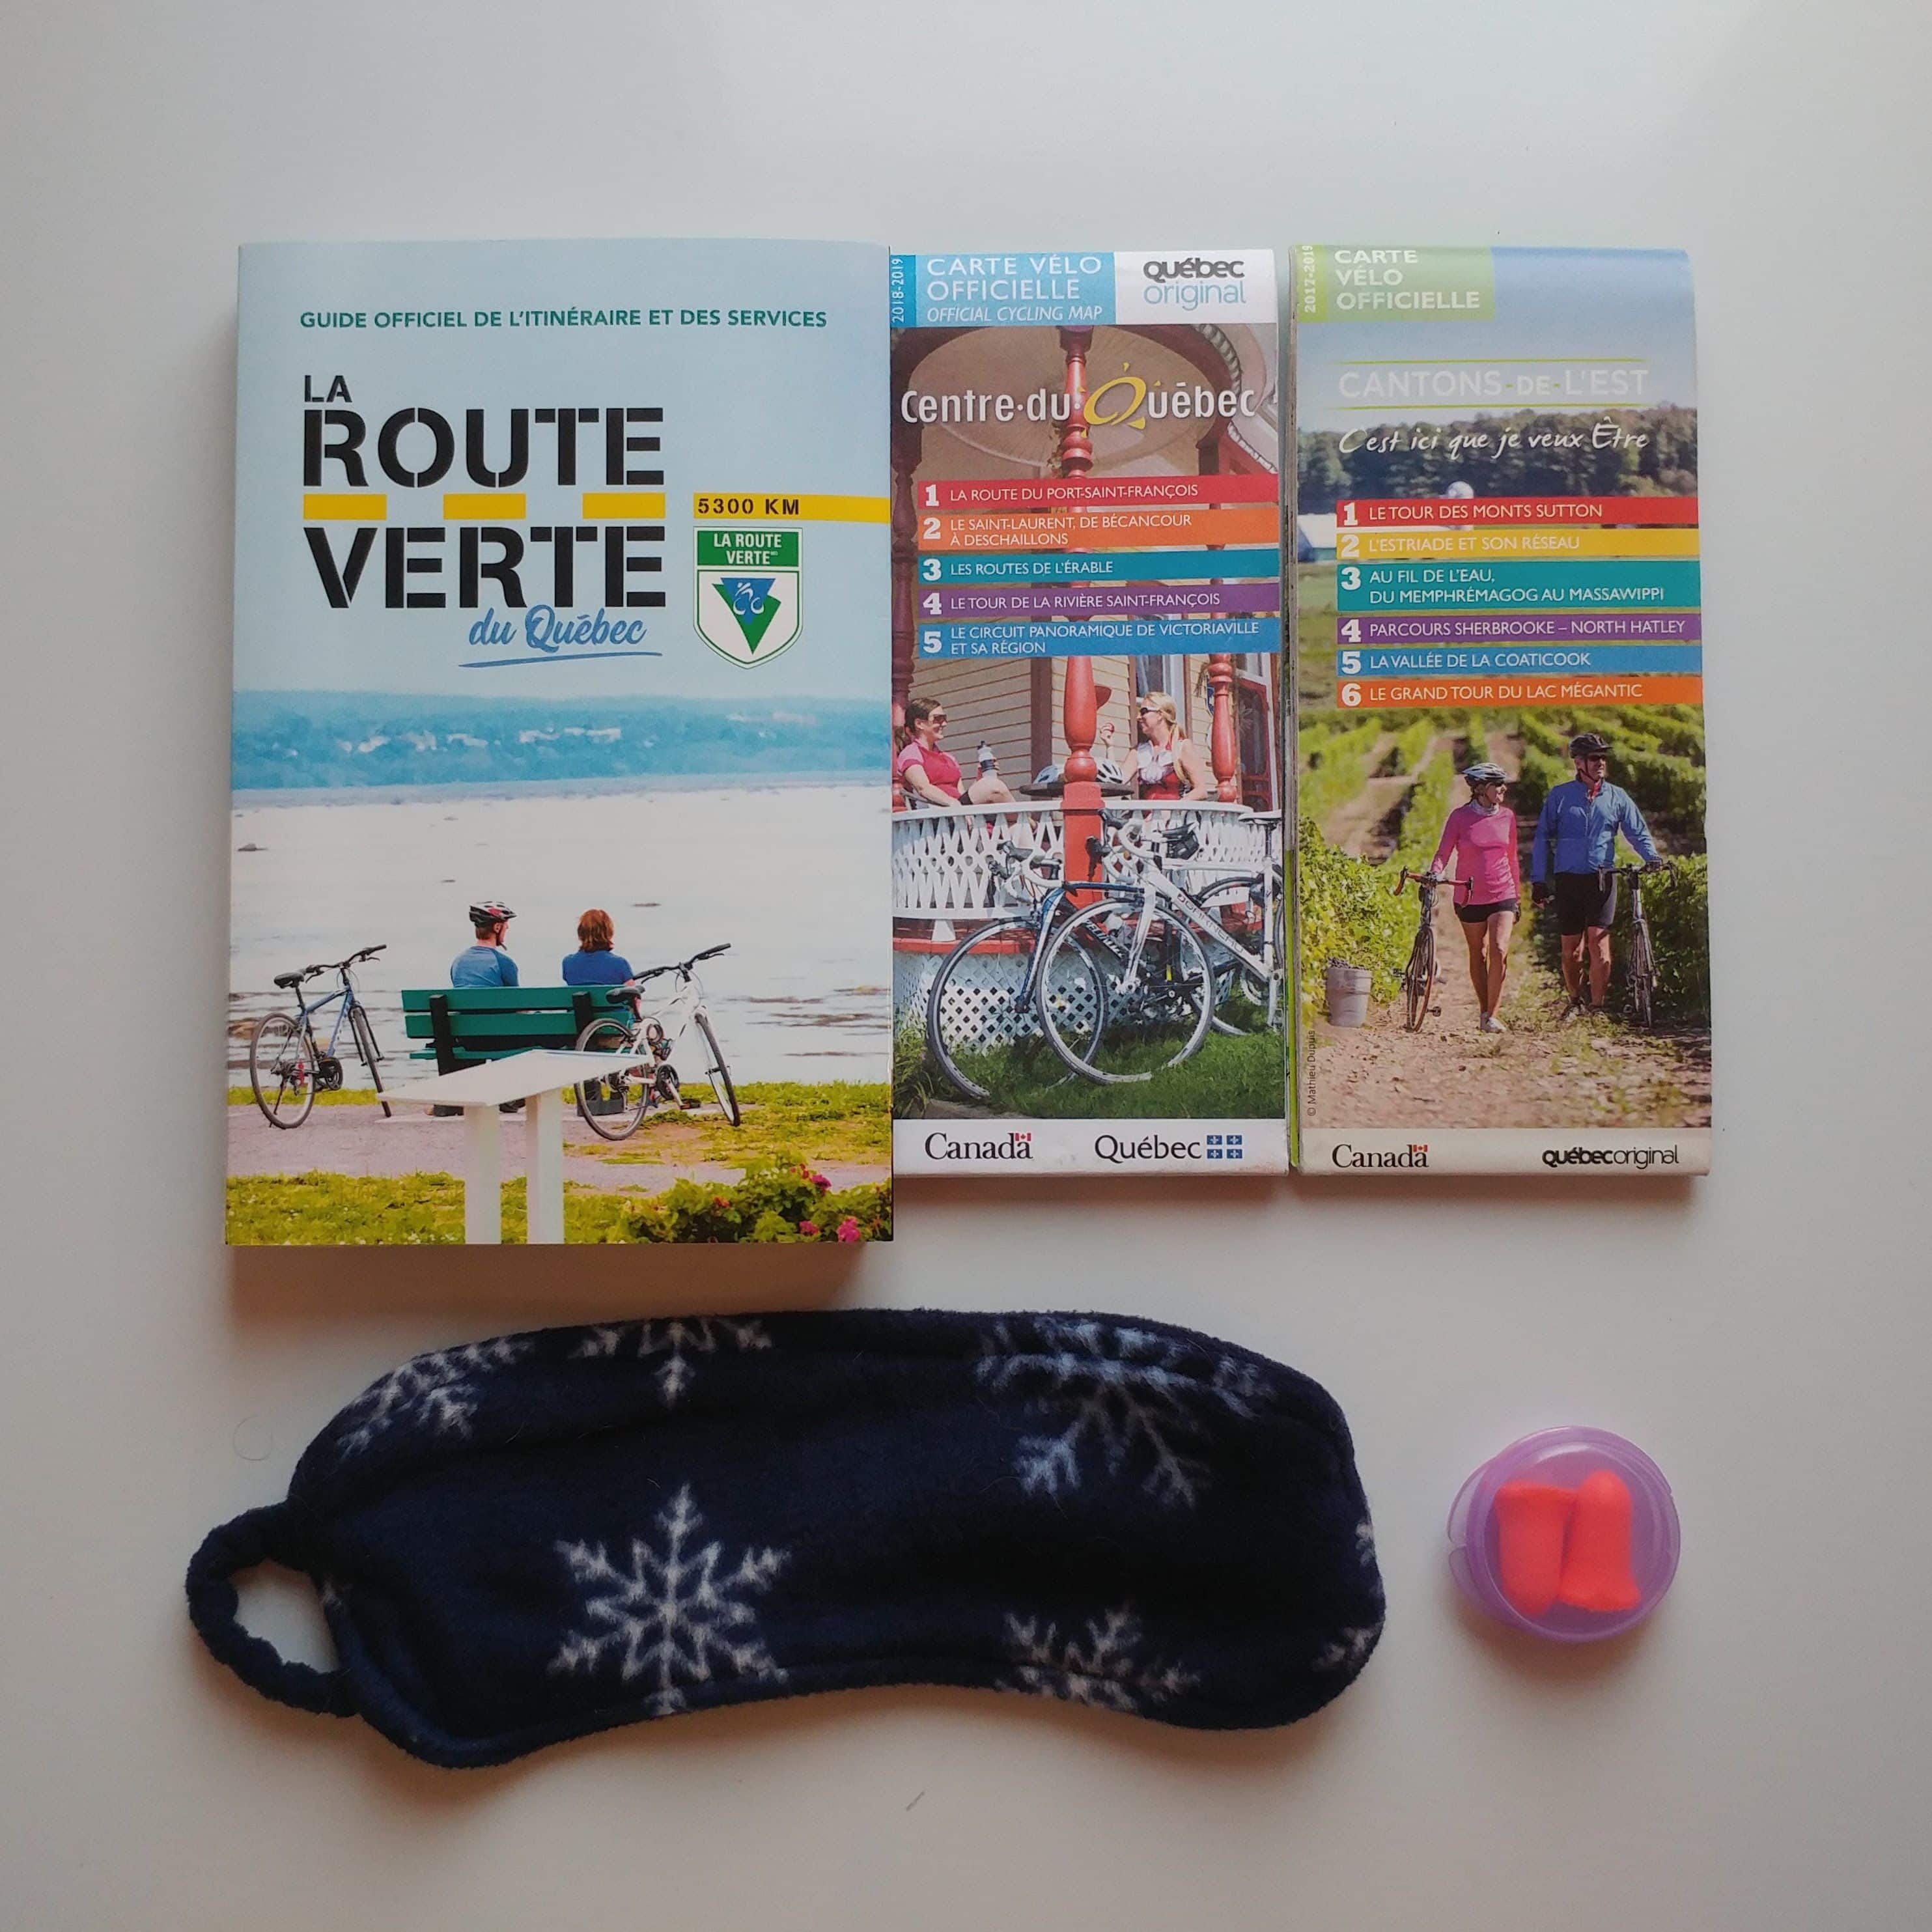 GUIDE OFFICIEL DE L'ITINÉRAIRE ET DES SERVICES
LA
ROUTE
VERTE
du Québec
5300 KM
LA ROUTE
VERTE
2018-2019
CARTE VÉLO
OFFICIELLE
OFFICIAL CYCLING MAP
québec
original
Centre·du·Québec
1 LA ROUTE DU PORT-SAINT-FRANÇOIS
2 LE SAINT-LAURENT, DE BÉCANCOUR
À DESCHAILLONS
3 LES ROUTES DE L'ÉRABLE
4 LE TOUR DE LA RIVIÈRE SAINT-FRANÇOIS
5 LE CIRCUIT PANORAMIQUE DE VICTORIAVILLE
ET SA RÉGION
Canada
Québec
2017-2019
CARTE
VÉLO
OFFICIELLE
CANTONS-DE-L'EST
C'est ici que je veux Être
1 LE TOUR DES MONTS SUTTON
2 L'ESTRIADE ET SON RÉSEAU
3 AU FIL DE L'EAU,
DU MEMPHRÉMAGOG AU MASSAWIPPI
4 PARCOURS SHERBROOKE – NORTH HATLEY
5 LA VALLÉE DE LA COATICOOK
6 LE GRAND TOUR DU LAC MÉGANTIC
© Mathieu Dupuis
Canada
québecoriginal